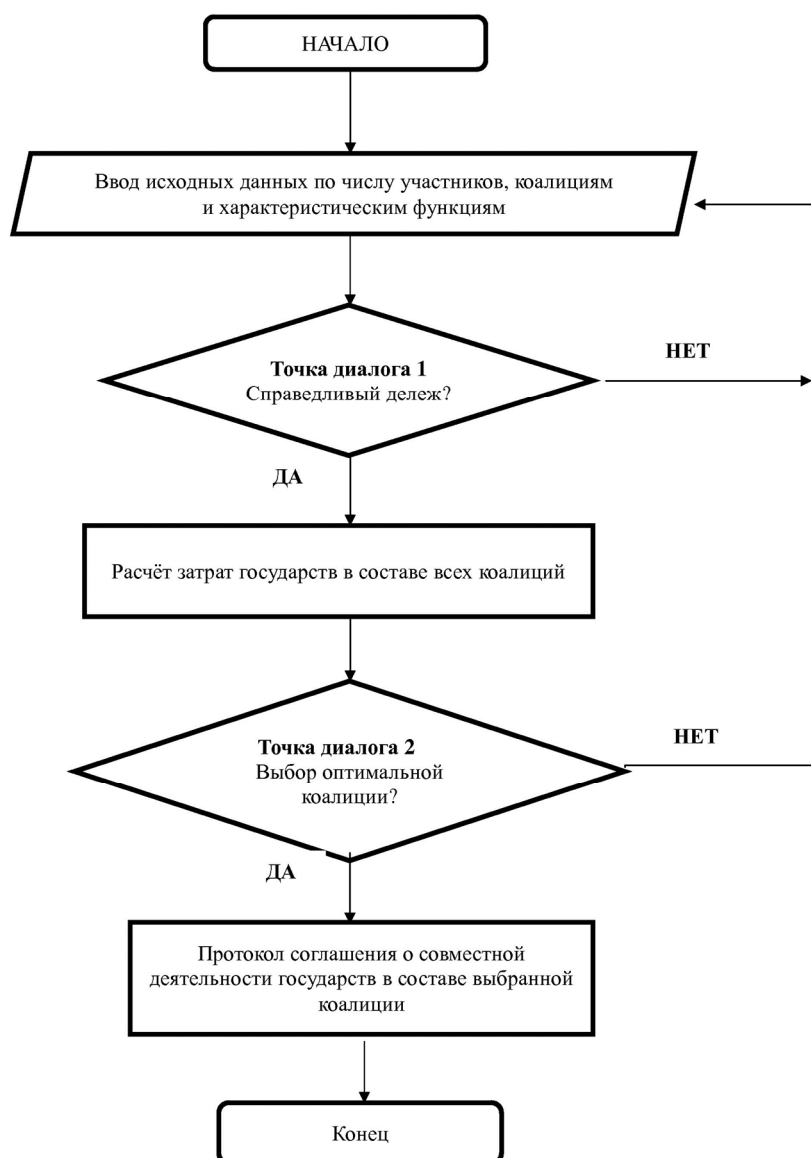 НАЧАЛО
Ввод исходных данных по числу участников, коалициям
и характеристическим функциям
Точка диалога 1
Справедливый дележ?
НЕТ
ДА
Расчёт затрат государств в составе всех коалиций
Точка диалога 2
Выбор оптимальной
коалиции?
НЕТ
ДА
Протокол соглашения о совместной
деятельности государств в составе выбранной
коалиции
Конец